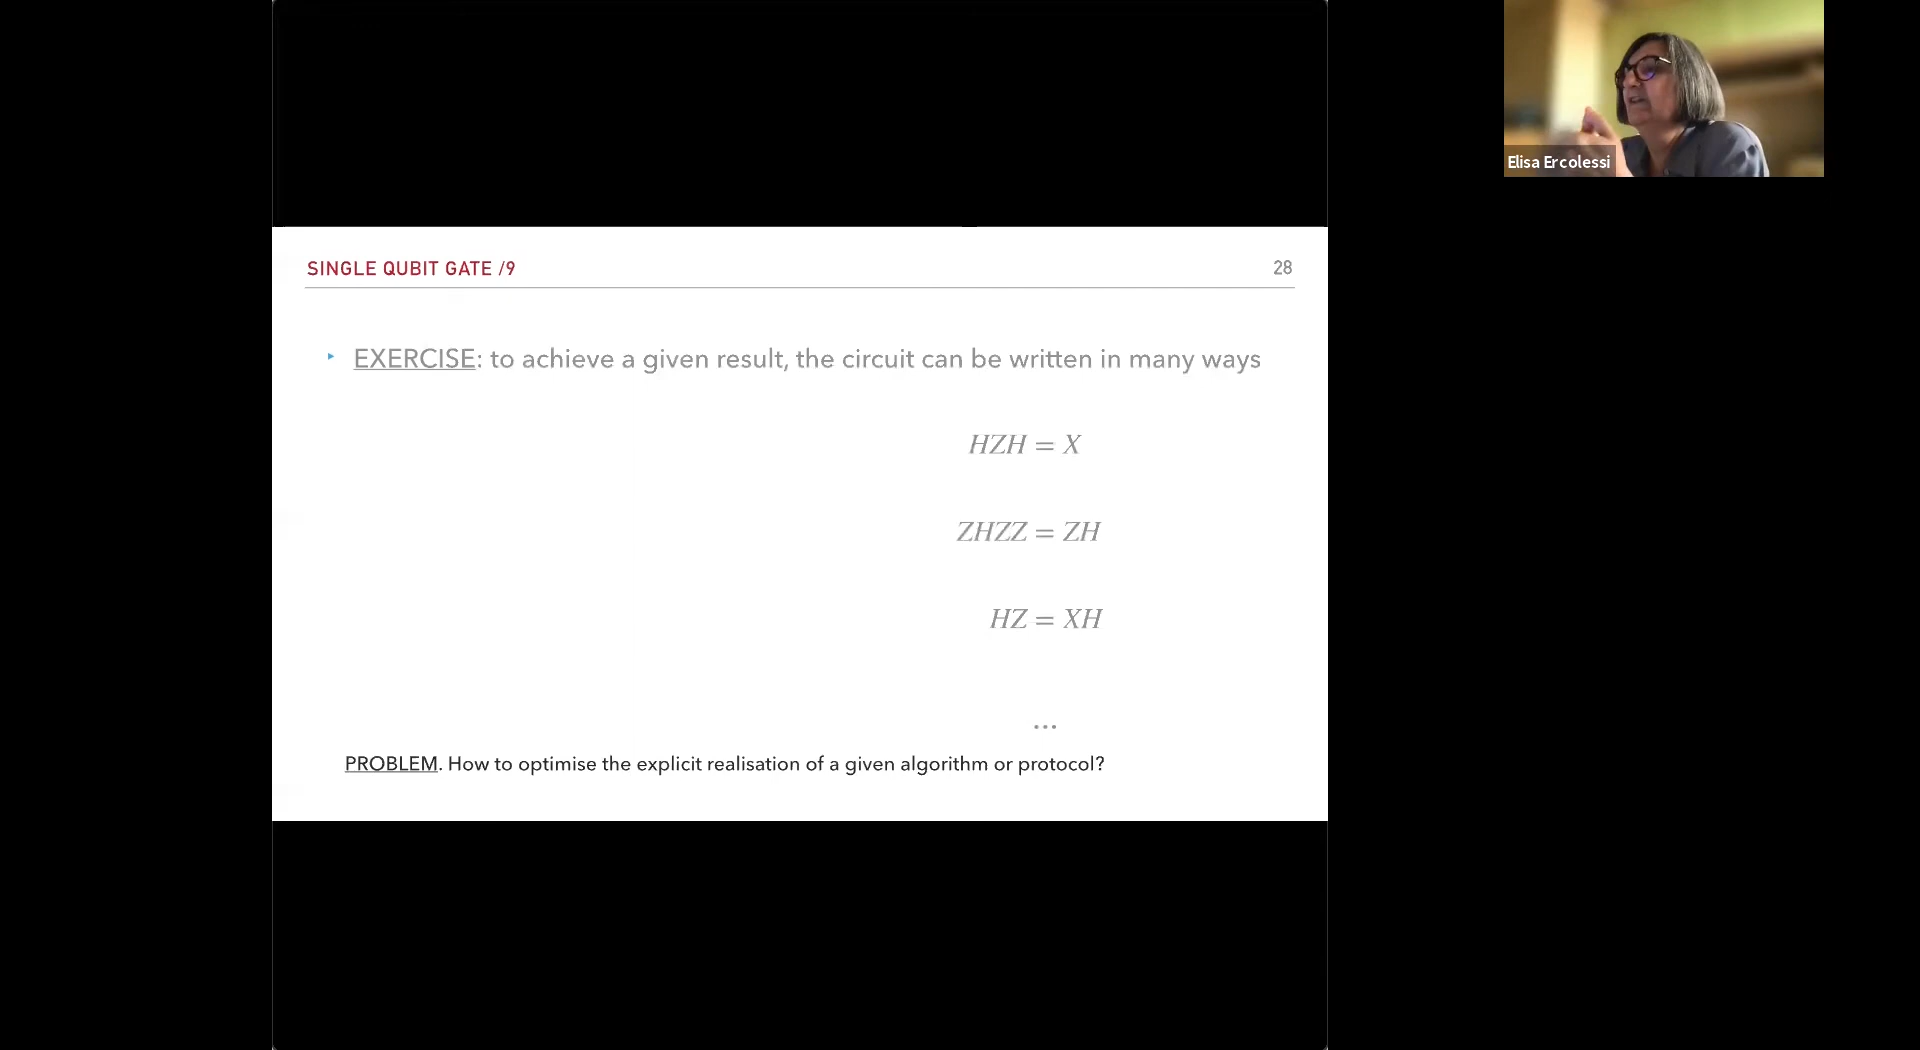 SINGLE QUBIT GATE /9
28
‣ EXERCISE: to achieve a given result, the circuit can be written in many ways
HZH = X
ZHZZ = ZH
HZ = XH
...
PROBLEM. How to optimise the explicit realisation of a given algorithm or protocol?
Elisa Ercolessi